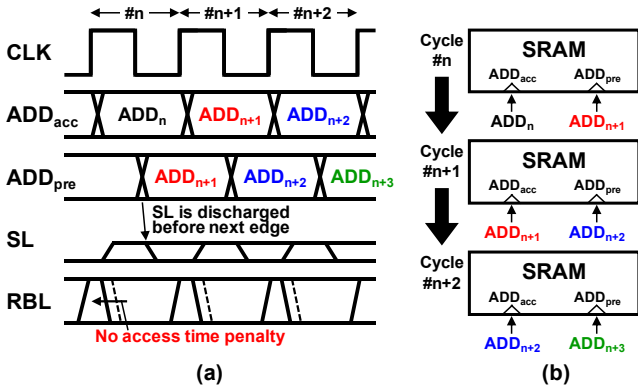 #n #n+1 #n+2
CLK
ADDacc ADDn ADDn+1 ADDn+2
ADDpre ADDn+1 ADDn+2 ADDn+3
SL is discharged
before next edge
SL
RBL
No access time penalty
(a)
Cycle
#n
SRAM
ADDacc ADDpre
ADDn ADDn+1
Cycle
#n+1
SRAM
ADDacc ADDpre
ADDn+1 ADDn+2
Cycle
#n+2
SRAM
ADDacc ADDpre
ADDn+2 ADDn+3
(b)